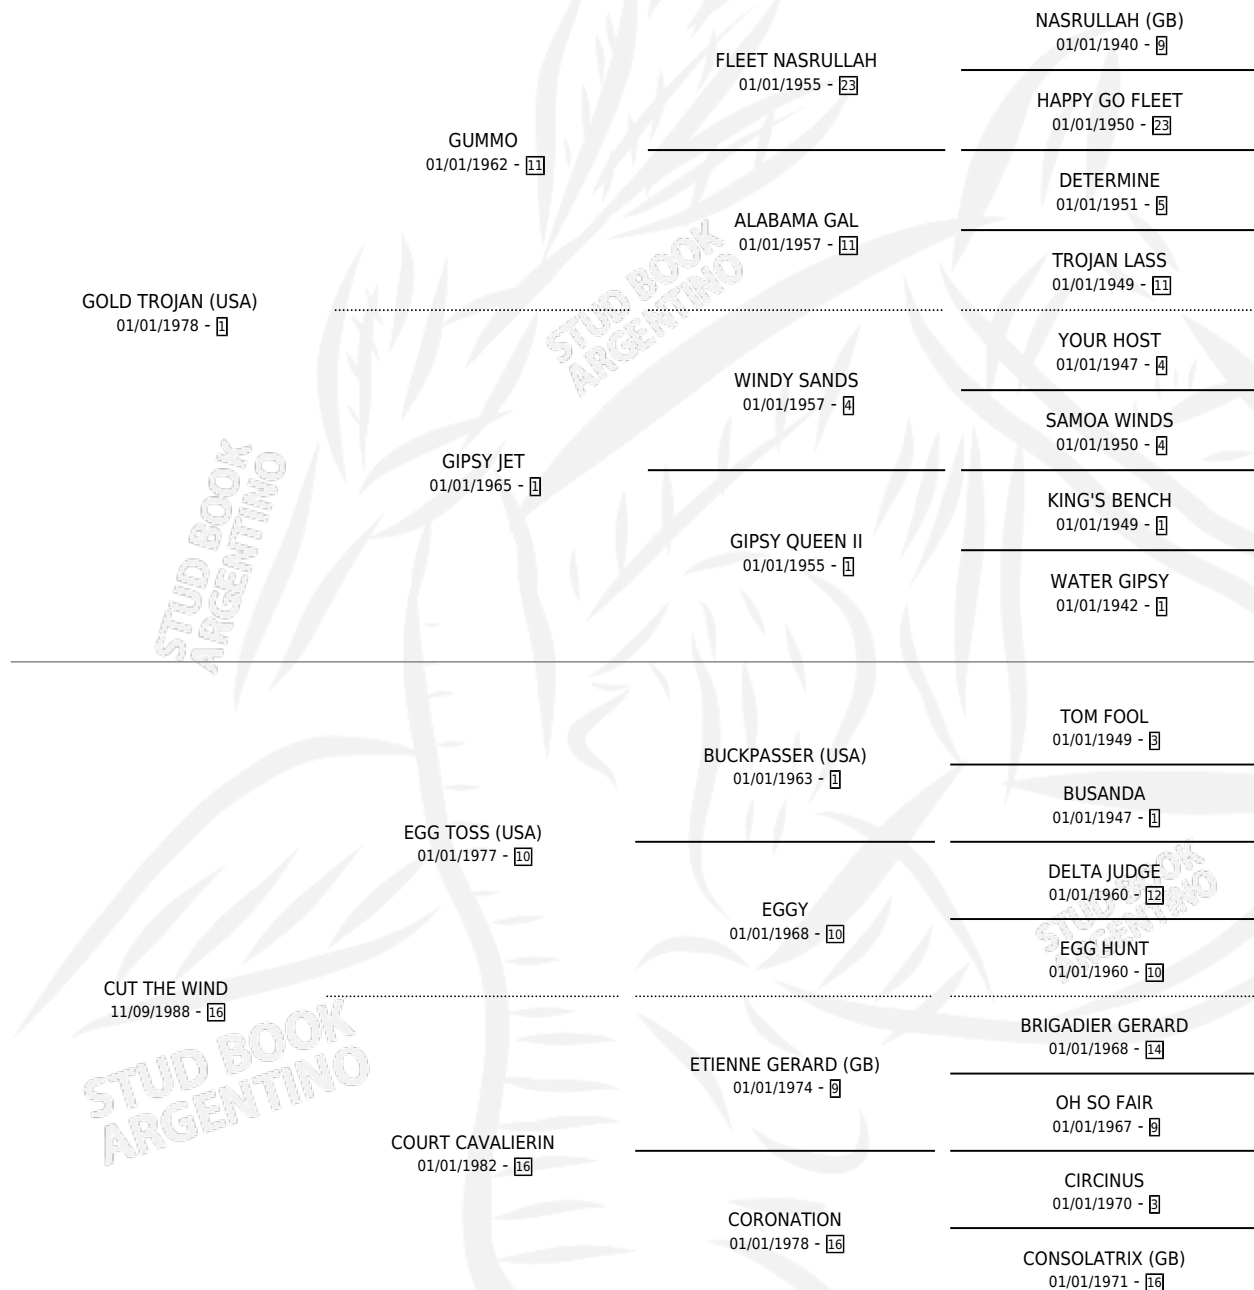 NASRULLAH (GB)
01/01/1940 - 9
FLEET NASRULLAH
01/01/1955 - 23
HAPPY GO FLEET
01/01/1950 - 23
GUMMO
01/01/1962 - 11
DETERMINE
01/01/1951 - 5
ALABAMA GAL
01/01/1957 - 11
TROJAN LASS
01/01/1949 - 11
GOLD TROJAN (USA)
01/01/1978 - 1
STUD BOOK
ARGENTINO
YOUR HOST
01/01/1947 - 4
WINDY SANDS
01/01/1957 - 4
SAMOA WINDS
01/01/1950 - 4
GIPSY JET
01/01/1965 - 1
KING'S BENCH
01/01/1949 - 1
GIPSY QUEEN II
01/01/1955 - 1
WATER GIPSY
01/01/1942 - 1
STUD BOOK
ARGENTINO
TOM FOOL
01/01/1949 - 3
BUCKPASSER (USA)
01/01/1963 - 1
BUSANDA
01/01/1947 - 1
EGG TOSS (USA)
01/01/1977 - 10
DELTA JUDGE
01/01/1960 - 12
EGGY
01/01/1968 - 10
STUD BOOK
ARGENTINO
EGG HUNT
01/01/1960 - 10
CUT THE WIND
11/09/1988 - 16
STUD BOOK
ARGENTINO
BRIGADIER GERARD
01/01/1968 - 14
ETIENNE GERARD (GB)
01/01/1974 - 9
OH SO FAIR
01/01/1967 - 9
COURT CAVALIERIN
01/01/1982 - 16
CIRCINUS
01/01/1970 - 3
CORONATION
01/01/1978 - 16
CONSOLATRIX (GB)
01/01/1971 - 16